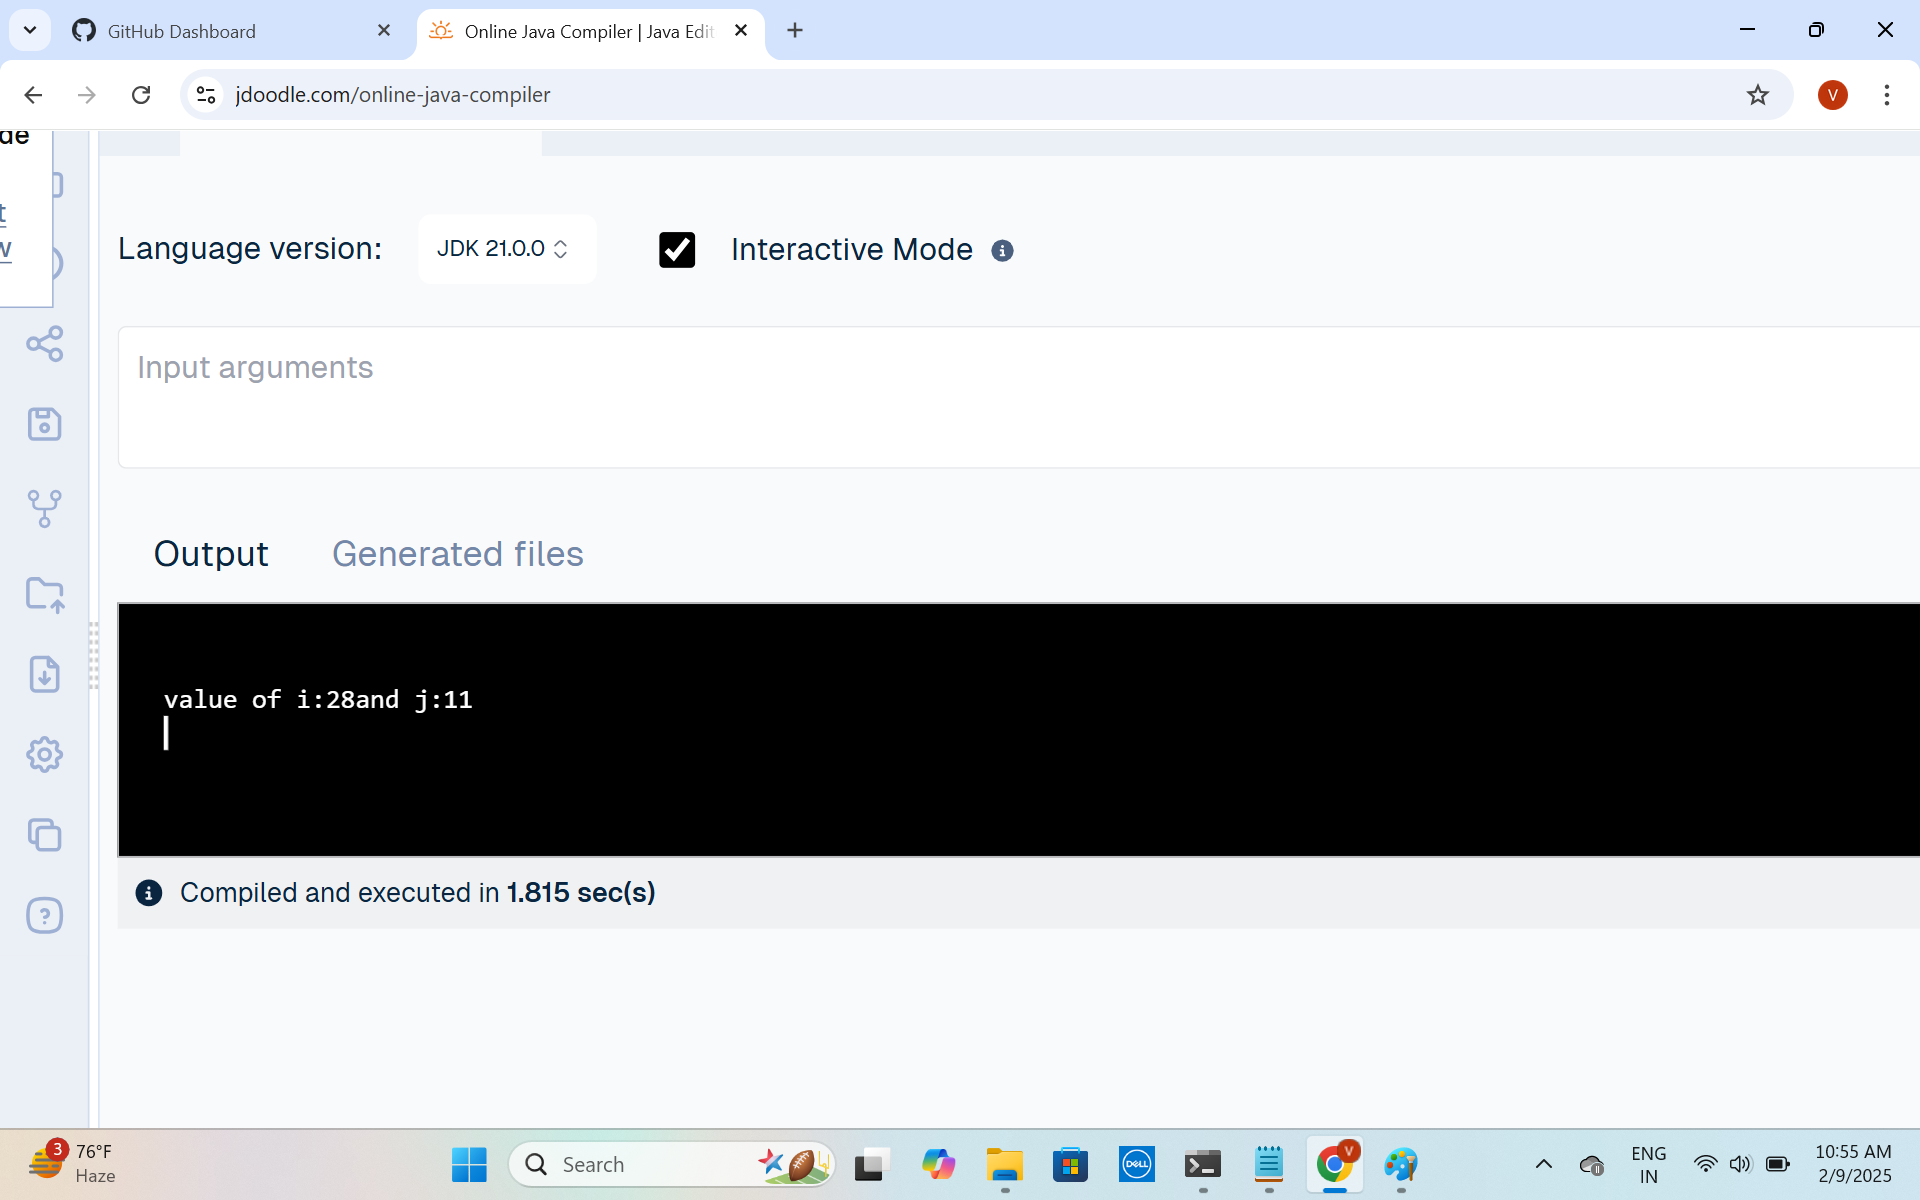 GitHub Dashboard
Online Java Compiler | Java Edit
jdoodle.com/online-java-compiler
V
de
t
w
Language version:
JDK 21.0.0
Interactive Mode
Input arguments
Output
Generated files
value of i:28and j:11
Compiled and executed in 1.815 sec(s)
3
76°F
Haze
Search
DELL
V
ENG
IN
10:55 AM
2/9/2025